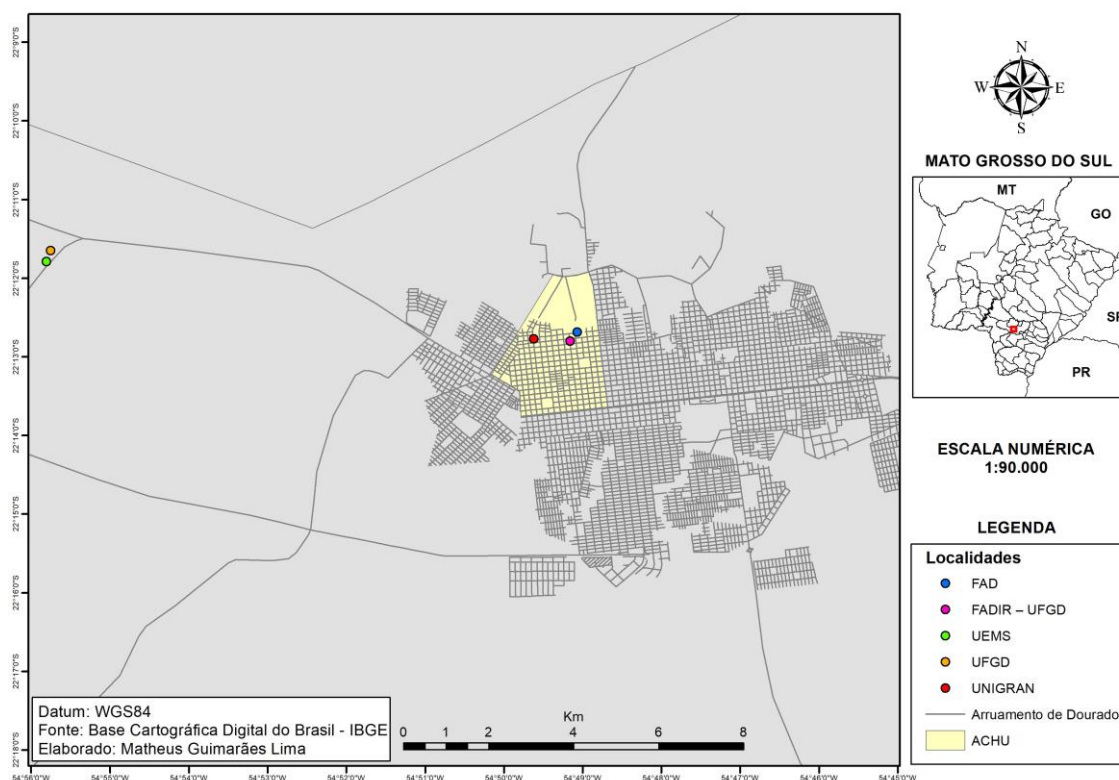 22°9'0"S
22°10'0"S
22°11'0"S
22°12'0"S
22°13'0"S
22°14'0"S
22°15'0"S
22°16'0"S
22°17'0"S
22°18'0"S
54°56'0"W
54°55'0"W
54°54'0"W
54°53'0"W
54°52'0"W
54°51'0"W
54°50'0"W
54°49'0"W
54°48'0"W
54°47'0"W
54°46'0"W
54°45'0"W
Datum: WGS84
Fonte: Base Cartográfica Digital do Brasil - IBGE
Elaborado: Matheus Guimarães Lima
Km
0 1 2 4 6 8
N
W E
S
MATO GROSSO DO SUL
MT
GO
SP
PR
ESCALA NUMÉRICA
1:90.000
LEGENDA
Localidades
FAD
FADIR – UFGD
UEMS
UFGD
UNIGRAN
Arruamento de Dourado
ACHU